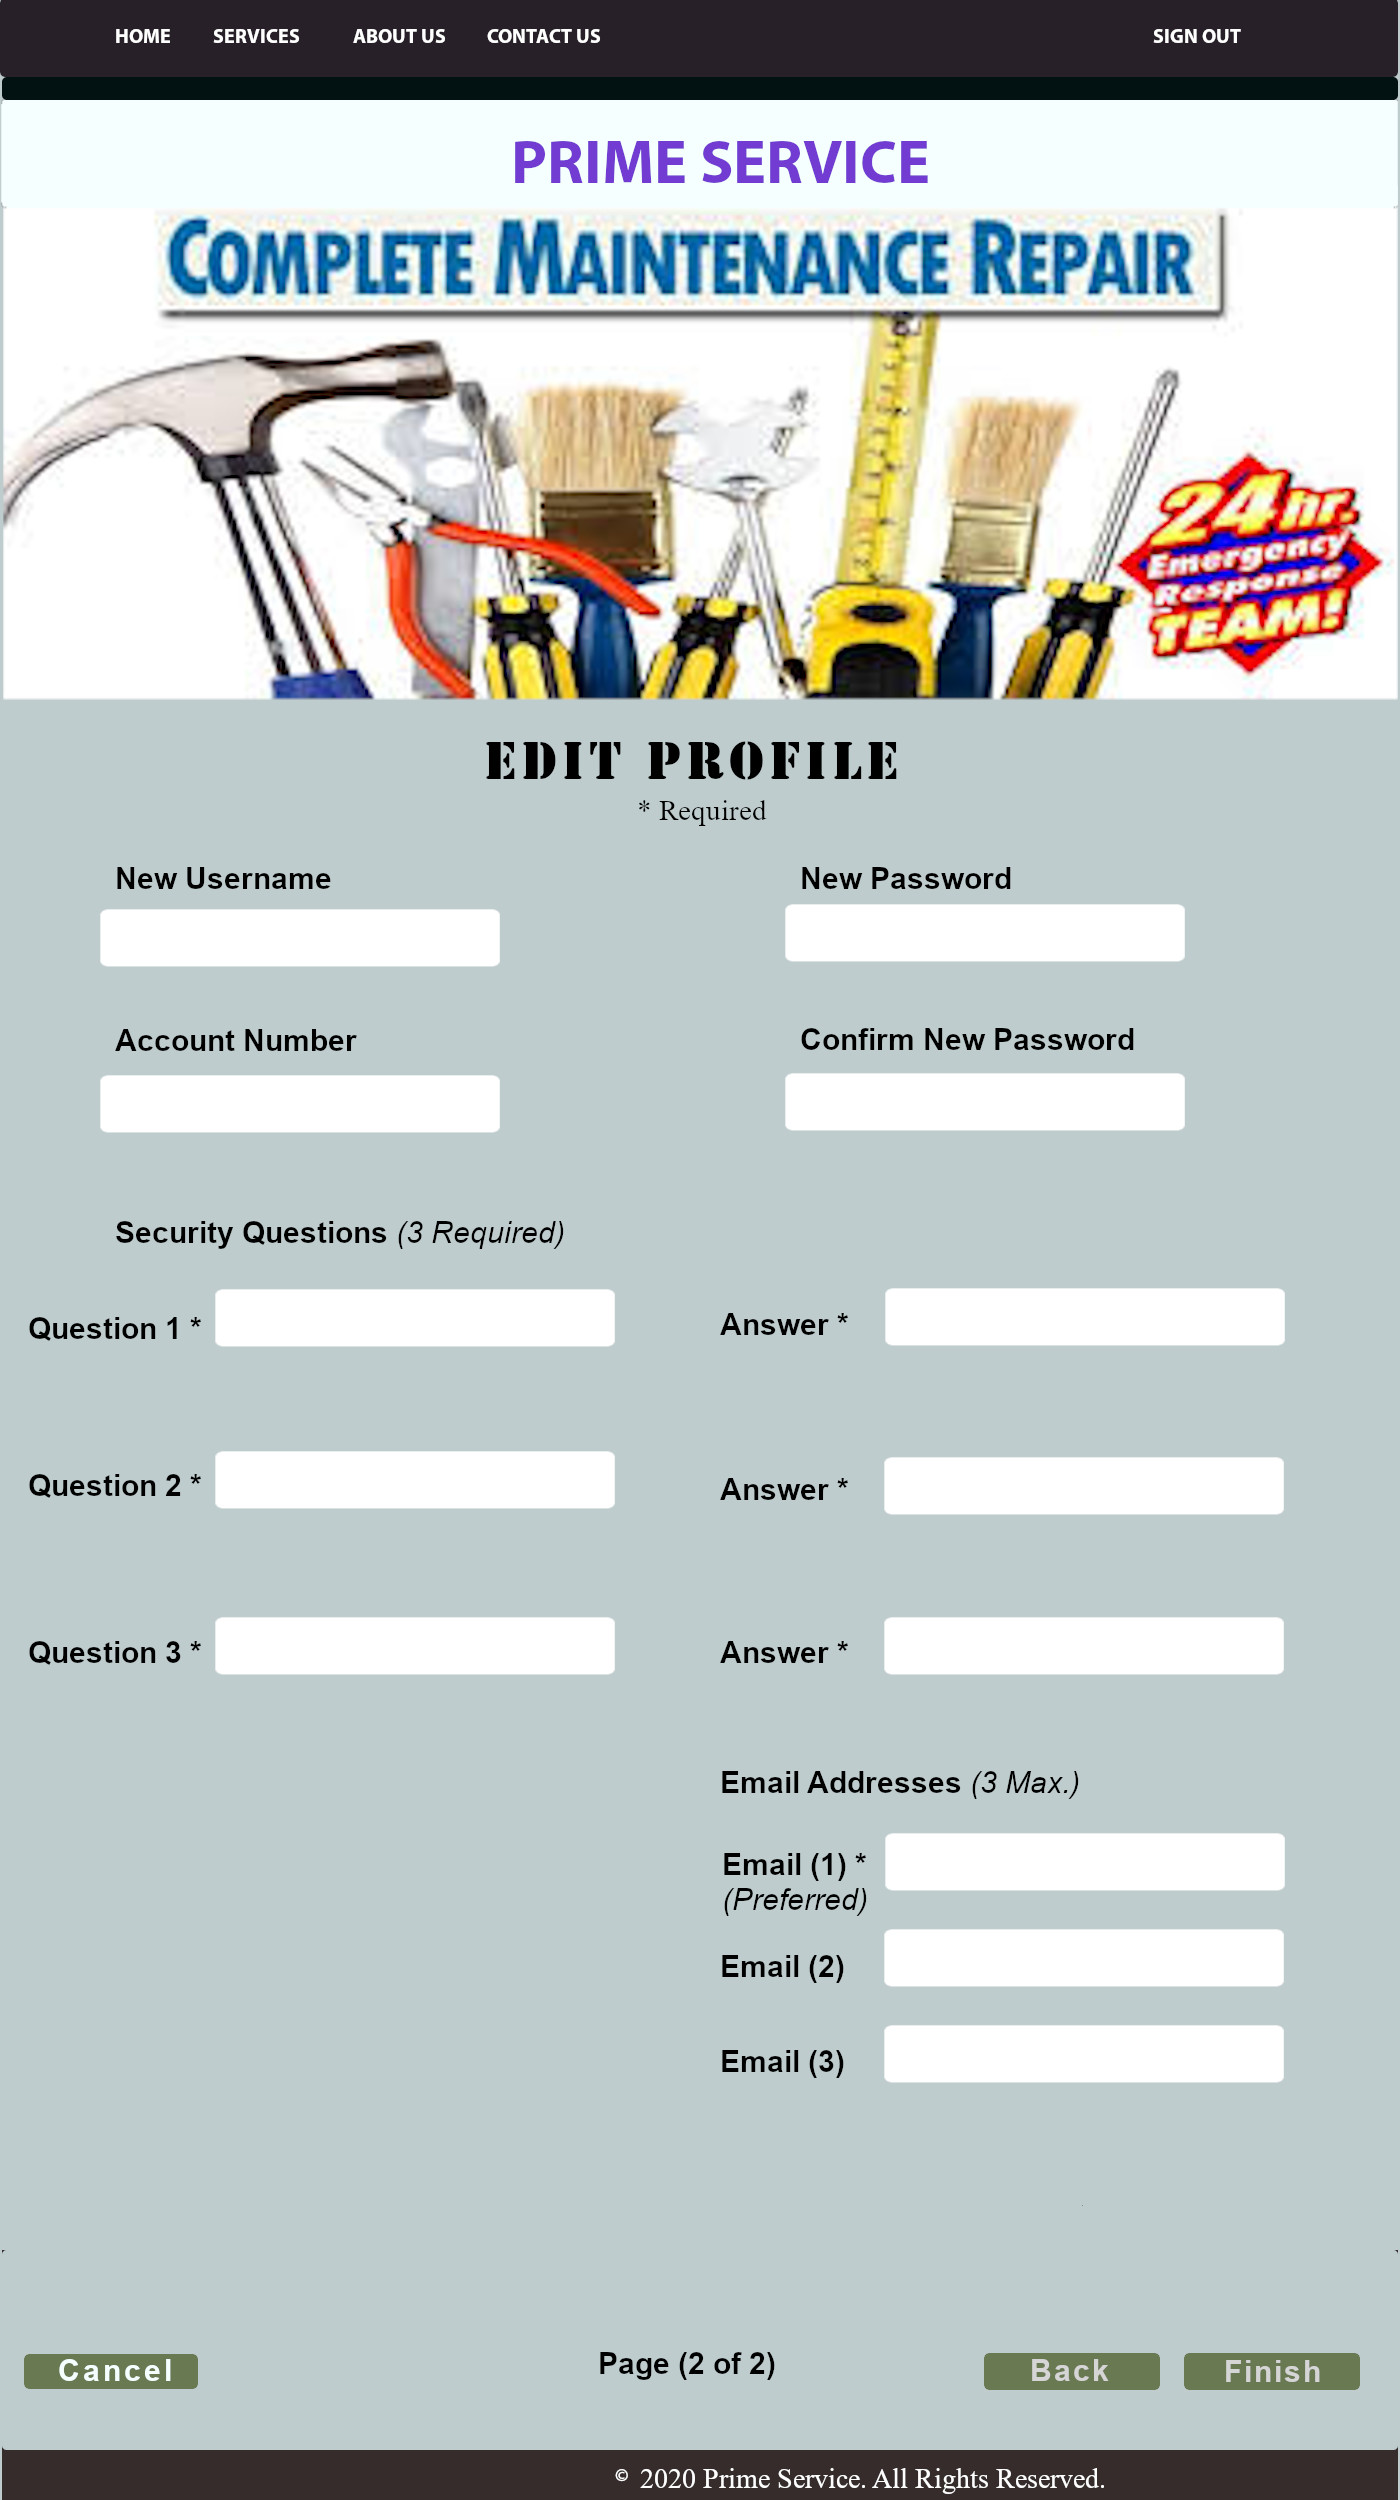 HOME SERVICES ABOUT US CONTACT US SIGN OUT
PRIME SERVICE
COMPLETE MAINTENANCE REPAIR
24hr.
Emergency
Response
TEAM!
EDIT PROFILE
* Required
New Username New Password
Account Number Confirm New Password
Security Questions (3 Required)
Question 1 * Answer *
Question 2 * Answer *
Question 3 * Answer *
Email Addresses (3 Max.)
Email (1) *
(Preferred)
Email (2)
Email (3)
Cancel Page (2 of 2) Back Finish
© 2020 Prime Service. All Rights Reserved.